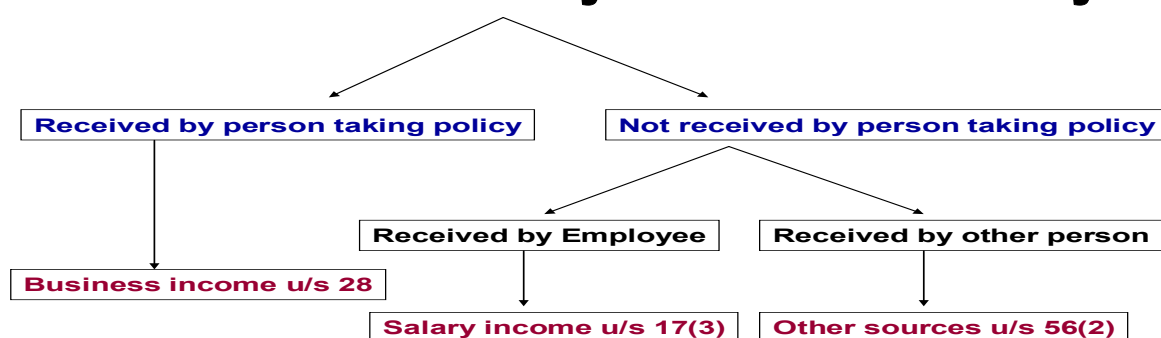 Received by person taking policy
Not received by person taking policy
Received by Employee
Received by other person
Business income u/s 28
Salary income u/s 17(3)
Other sources u/s 56(2)